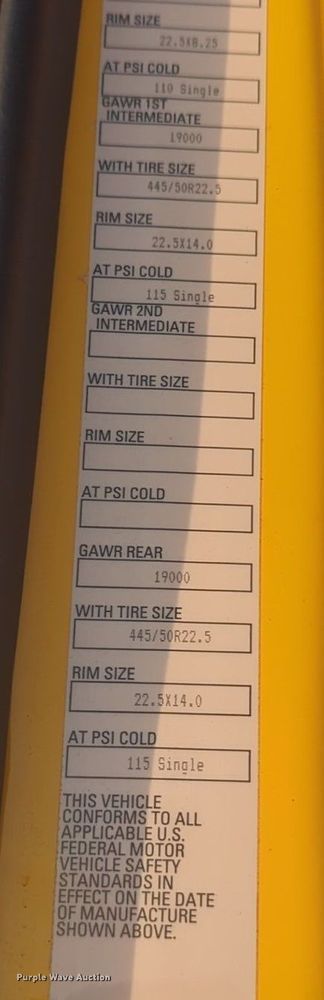 RIM SIZE
22.5X8.25
AT PSI COLD
110 Single
GAWR 1ST
INTERMEDIATE
19000
WITH TIRE SIZE
445/50R22.5
RIM SIZE
22.5X14.0
AT PSI COLD
115 Single
GAWR 2ND
INTERMEDIATE
WITH TIRE SIZE
RIM SIZE
AT PSI COLD
GAWR REAR
19000
WITH TIRE SIZE
445/50R22.5
RIM SIZE
22.5X14.0
AT PSI COLD
115 Single
THIS VEHICLE
CONFORMS TO ALL
APPLICABLE U.S.
FEDERAL MOTOR
VEHICLE SAFETY
STANDARDS IN
EFFECT ON THE DATE
OF MANUFACTURE
SHOWN ABOVE.
Purple Wave Auction